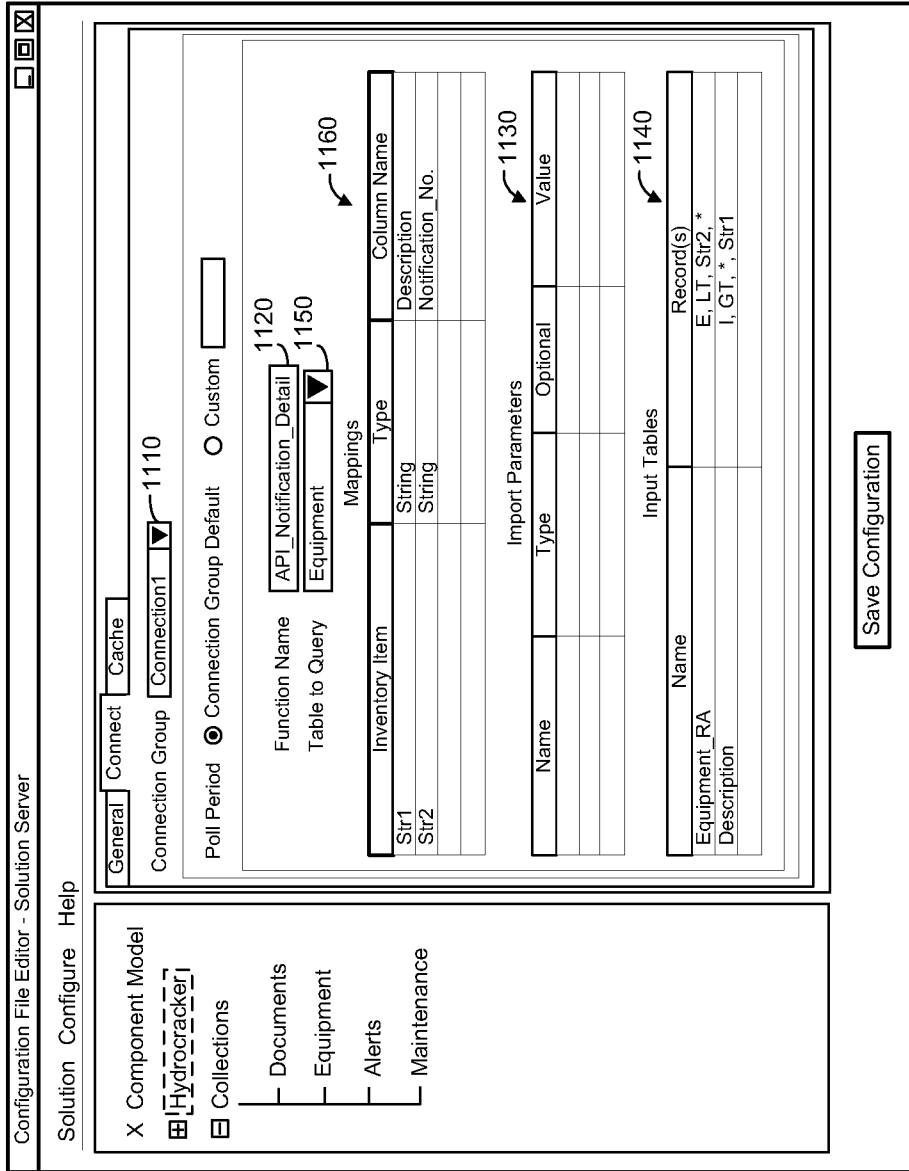 Configuration File Editor - Solution Server
Solution Configure Help
X Component Model
Hydrocracker
Collections
Documents
Equipment
Alerts
Maintenance
General Connect Cache
Connection Group Connection1 1110
Poll Period Connection Group Default Custom
Function Name API_Notification_Detail 1120
Table to Query Equipment 1150
Mappings 1160
Inventory Item Type Column Name
Str1 String Description
Str2 String Notification_No.
Import Parameters 1130
Name Type Optional Value
Input Tables 1140
Name Record(s)
Equipment_RA E, LT, Str2, *
Description I, GT, *, Str1
Save Configuration